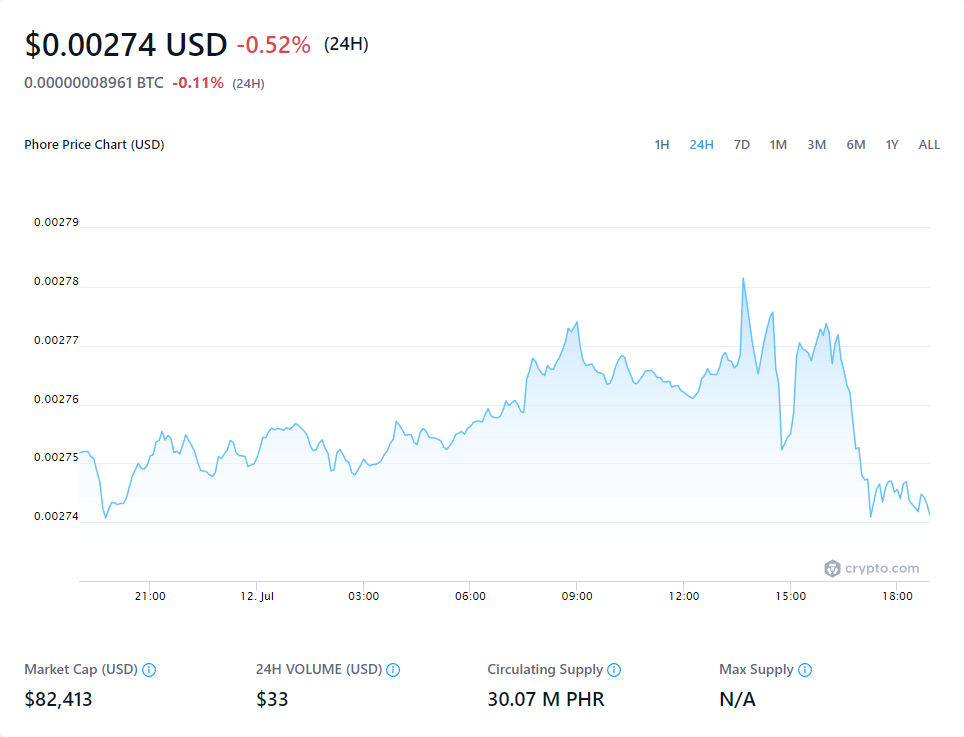 $0.00274 USD -0.52% (24H)
0.00000008961 BTC -0.11% (24H)
Phore Price Chart (USD) 1H 24H 7D 1M 3M 6M 1Y ALL
0.00279
0.00278
0.00277
0.00276
0.00275
0.00274
crypto.com
21:00 12. Jul 03:00 06:00 09:00 12:00 15:00 18:00
Market Cap (USD) 24H VOLUME (USD) Circulating Supply Max Supply
$82,413 $33 30.07 M PHR N/A